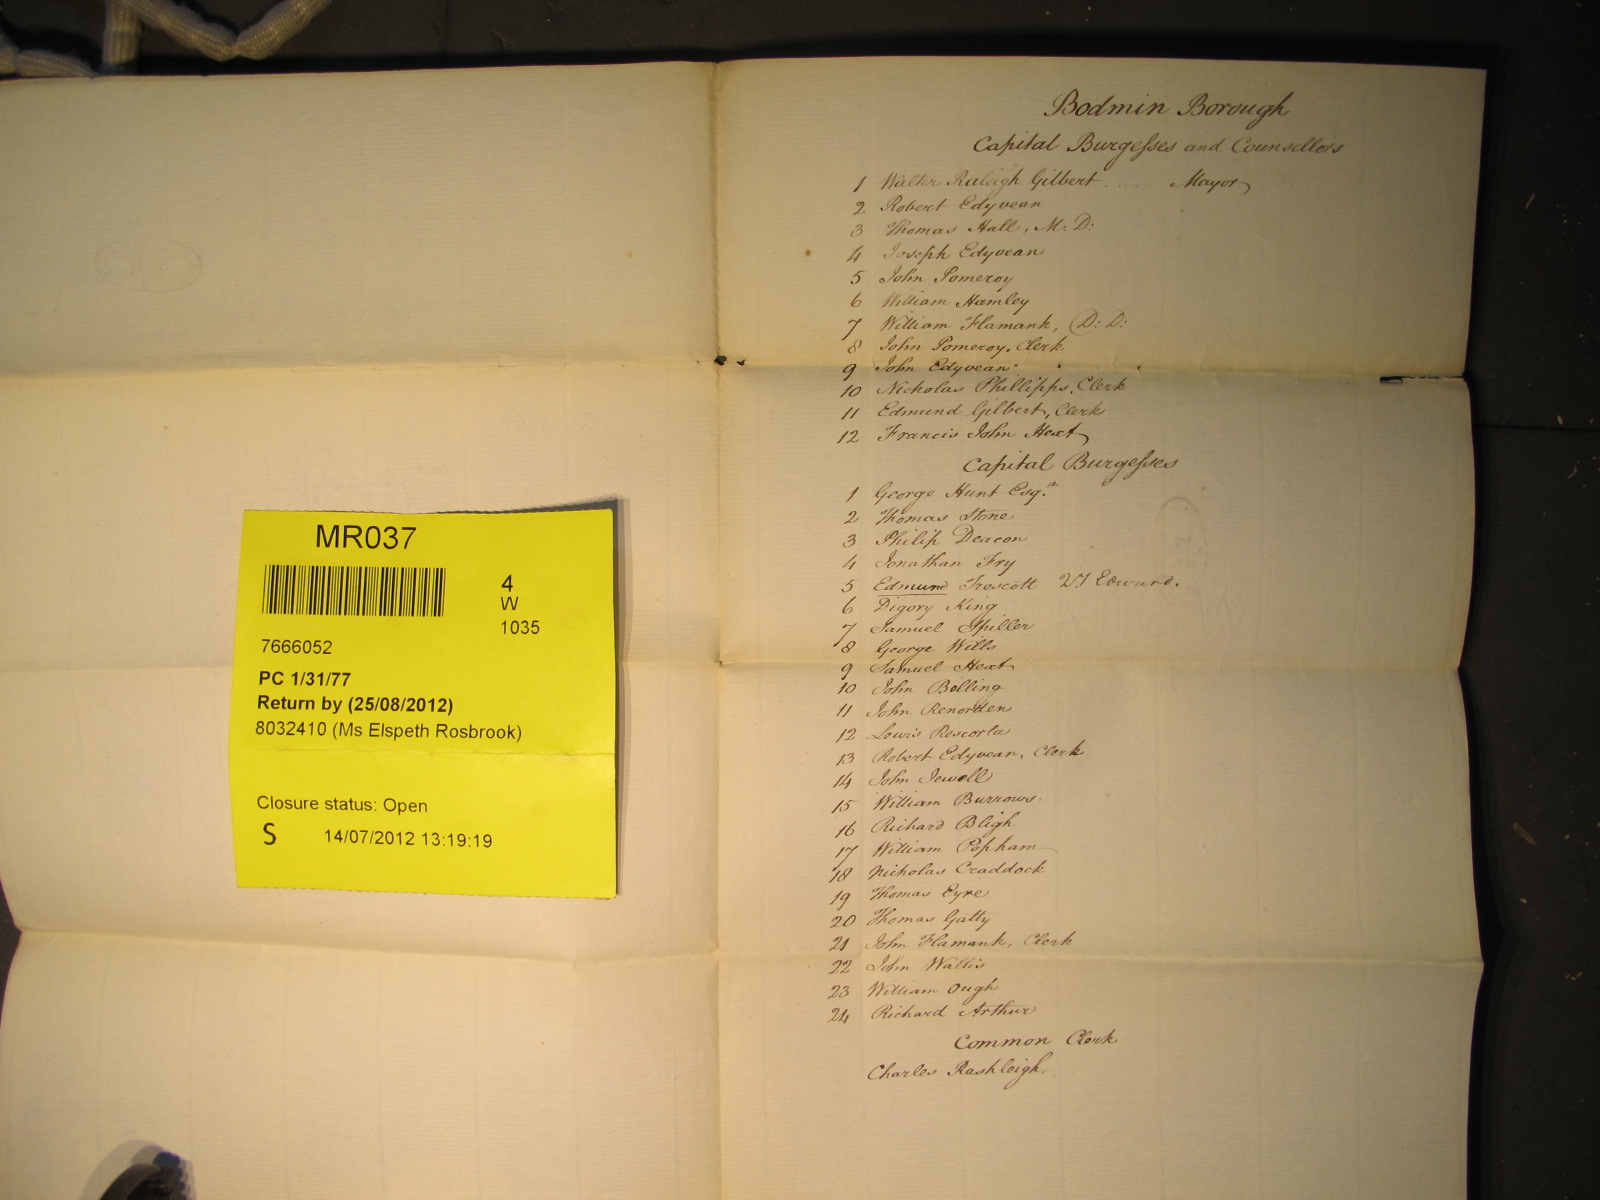 MR037
4
W
1035
7666052
PC 1/31/77
Return by (25/08/2012)
8032410 (Ms Elspeth Rosbrook)
Closure status: Open
S 14/07/2012 13:19:19
Bodmin Borough
Capital Burgesses and Counsellors
1 Walter Raleigh Gilbert .... Mayor
2 Robert Edyvean
3 Thomas Hall, M. D:
4 Joseph Edyvean
5 John Pomeroy
6 William Hamley
7 William Flamank, D: D:
8 John Pomeroy. Clerk
9 John Edyvean
10 Nicholas Phillipps. Clerk
11 Edmund Gilbert, Clerk
12 Francis John Hext
Capital Burgesses
1 George Hunt Esq.r
2 Thomas Stone
3 Philip Deacon
4 Jonathan Fry
5 Edmund Trescott Edward.
6 Digory King
7 Samuel Spiller
8 George Wills
9 Samuel Hext
10 John Bolling
11 John Renorden
12 Lewis Rescorla
13 Robert Edyvean, Clerk
14 John Jewell
15 William Burrows
16 Richard Bligh
17 William Popham
18 Nicholas Craddock
19 Thomas Eyre
20 Thomas Gatty
21 John Flamank, Clerk
22 John Wallis
23 William Ough
24 Richard Arthur
Common Clerk
Charles Rashleigh.